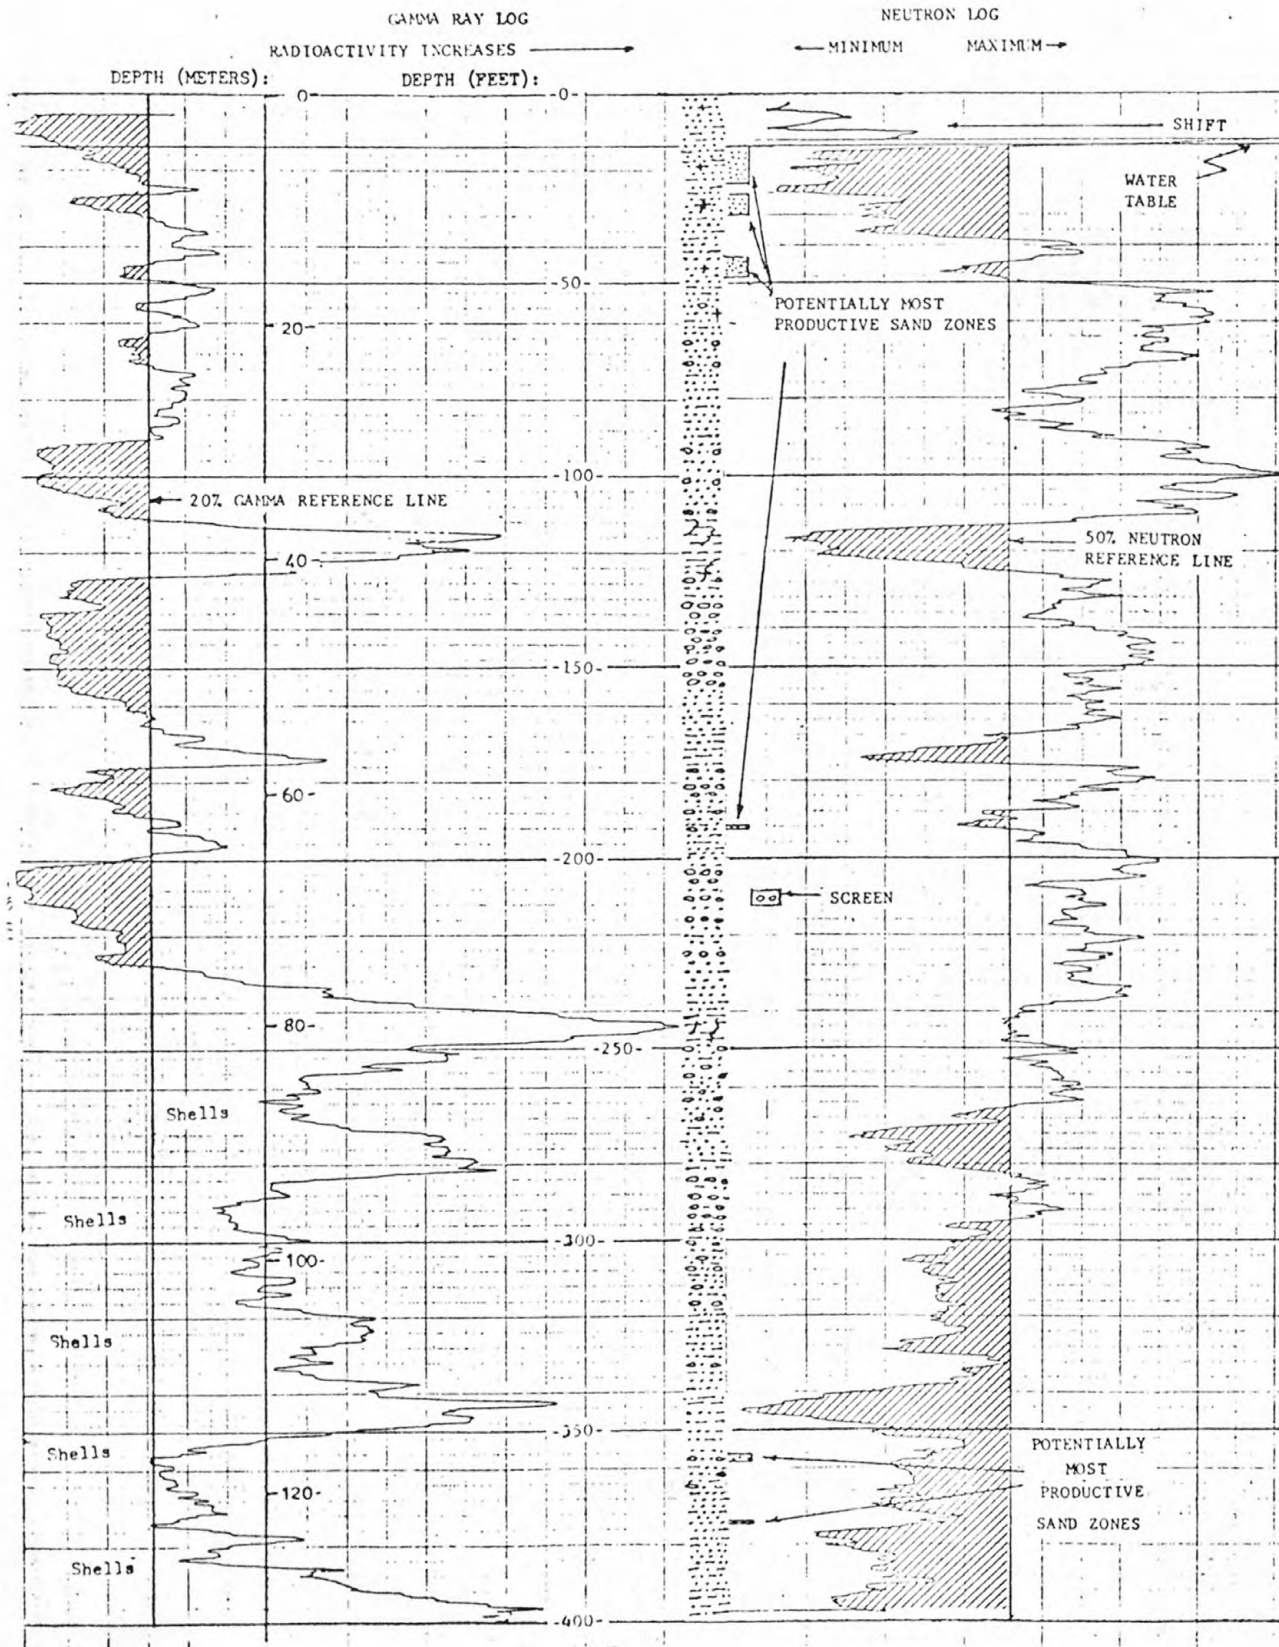 GAMMA RAY LOG
NEUTRON LOG
RADIOACTIVITY INCREASES
MINIMUM MAXIMUM
DEPTH (METERS): DEPTH (FEET):
0- -0-
SHIFT
WATER
TABLE
-50-
POTENTIALLY MOST
PRODUCTIVE SAND ZONES
20-
-100-
20% GAMMA REFERENCE LINE
50% NEUTRON
REFERENCE LINE
40-
-150-
60-
-200-
SCREEN
80-
-250-
Shells
Shells
-300-
-100-
Shells
-350-
Shells
POTENTIALLY
MOST
PRODUCTIVE
SAND ZONES
-120-
Shells
-400-